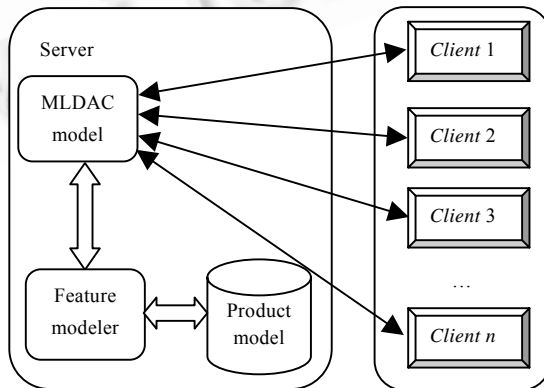 Server
MLDAC
model
Feature
modeler
Product
model
Client 1
Client 2
Client 3
…
Client n